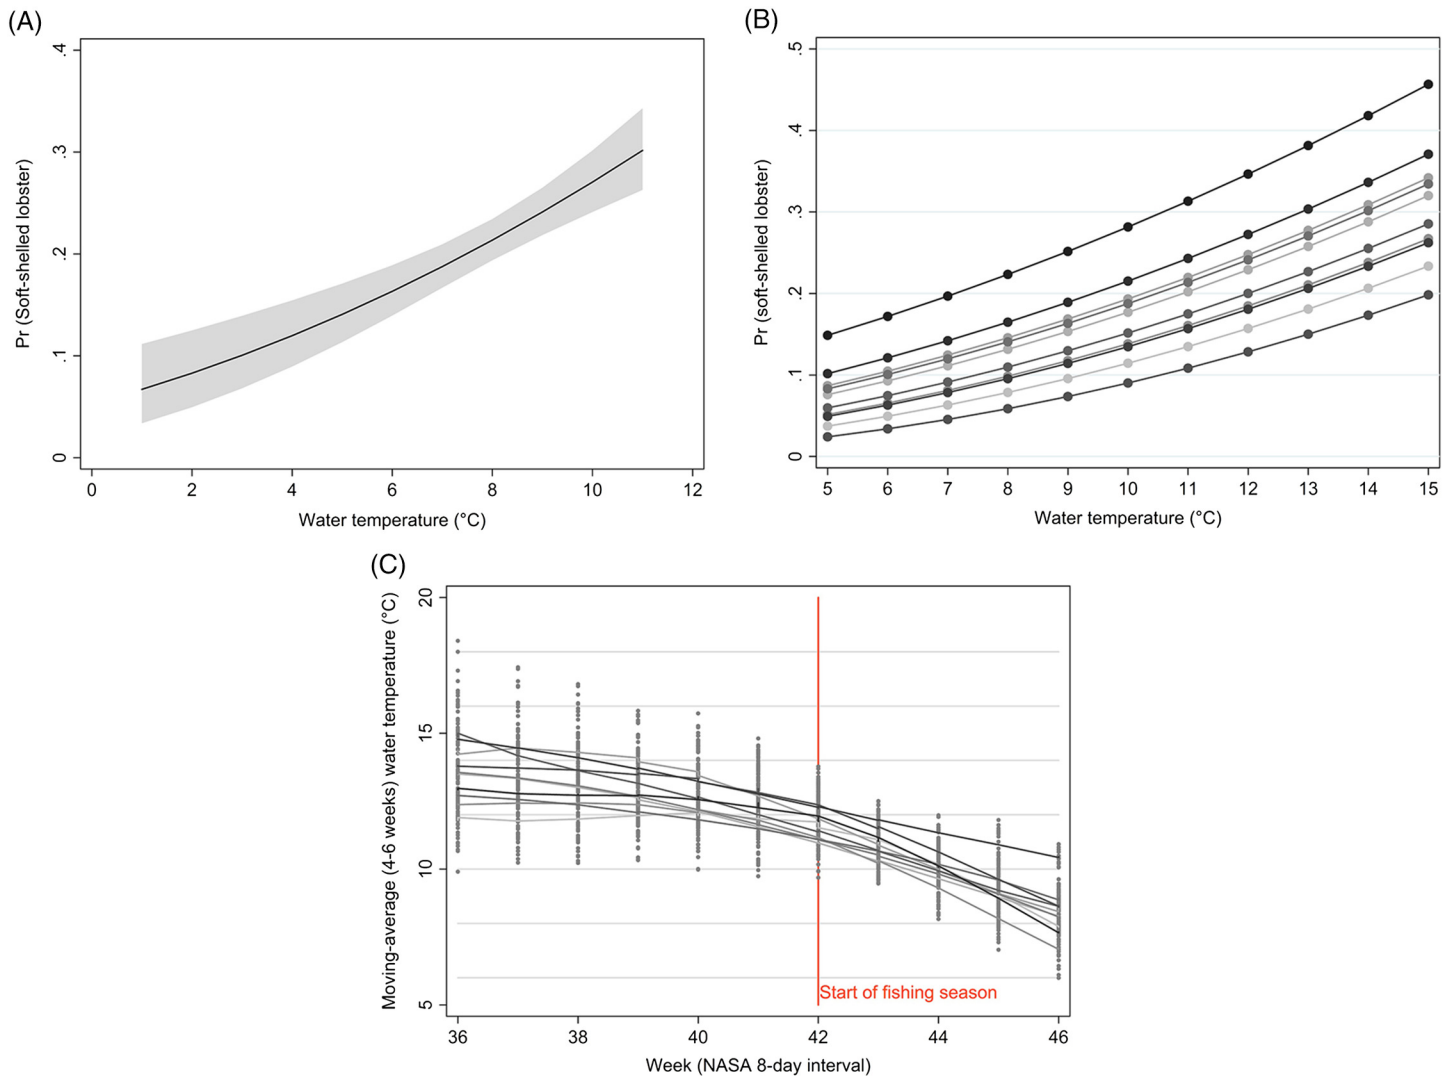 (A)
.4
.3
.2
.1
0
Pr (Soft-shelled lobster)
0 2 4 6 8 10 12
Water temperature (°C)
(B)
.5
.4
.3
.2
.1
0
Pr (soft-shelled lobster)
5 6 7 8 9 10 11 12 13 14 15
Water temperature (°C)
(C)
20
15
10
5
Moving-average (4-6 weeks) water temperature (°C)
Start of fishing season
36 38 40 42 44 46
Week (NASA 8-day interval)